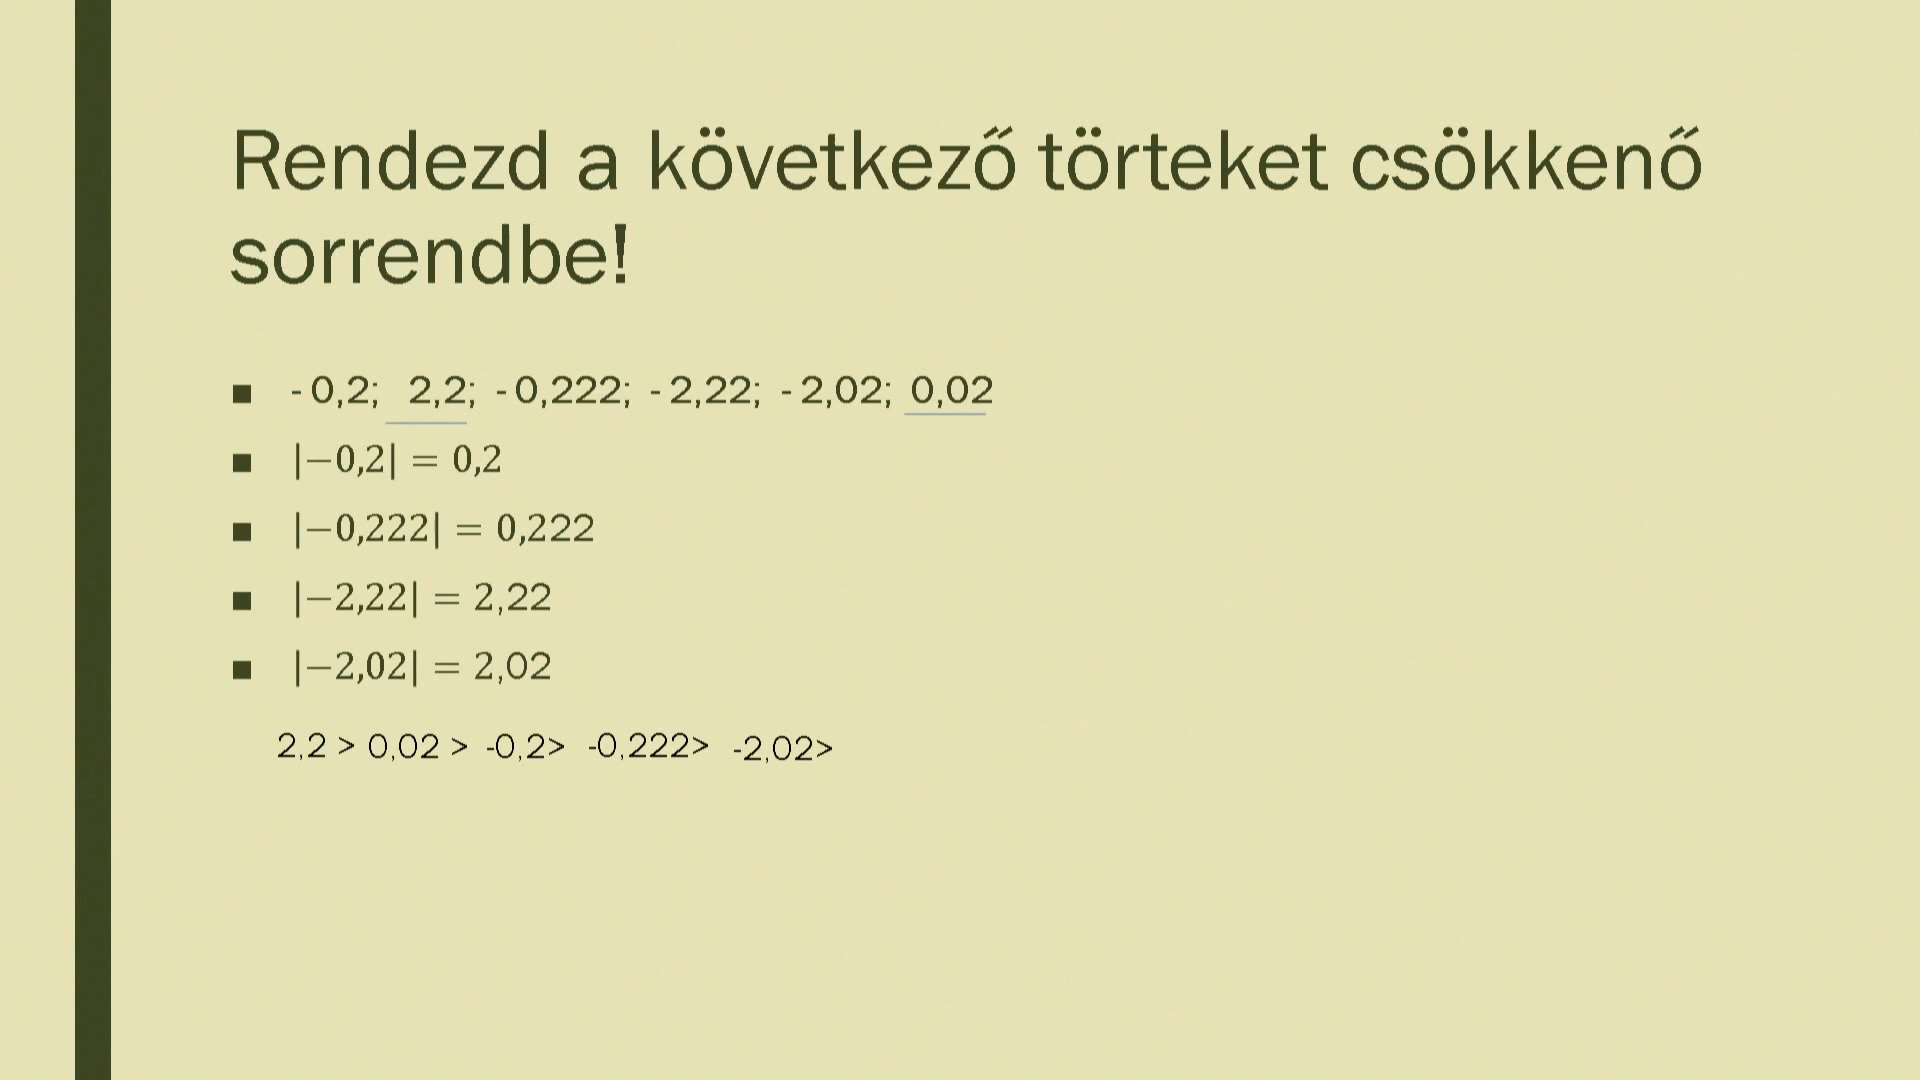 Rendezd a következő törteket csökkenő
sorrendbe!
- 0,2; 2,2; - 0,222; - 2,22; - 2,02; 0,02
|−0,2| = 0,2
|−0,222| = 0,222
|−2,22| = 2,22
|−2,02| = 2,02
2,2 > 0,02 > -0,2> -0,222> -2,02>